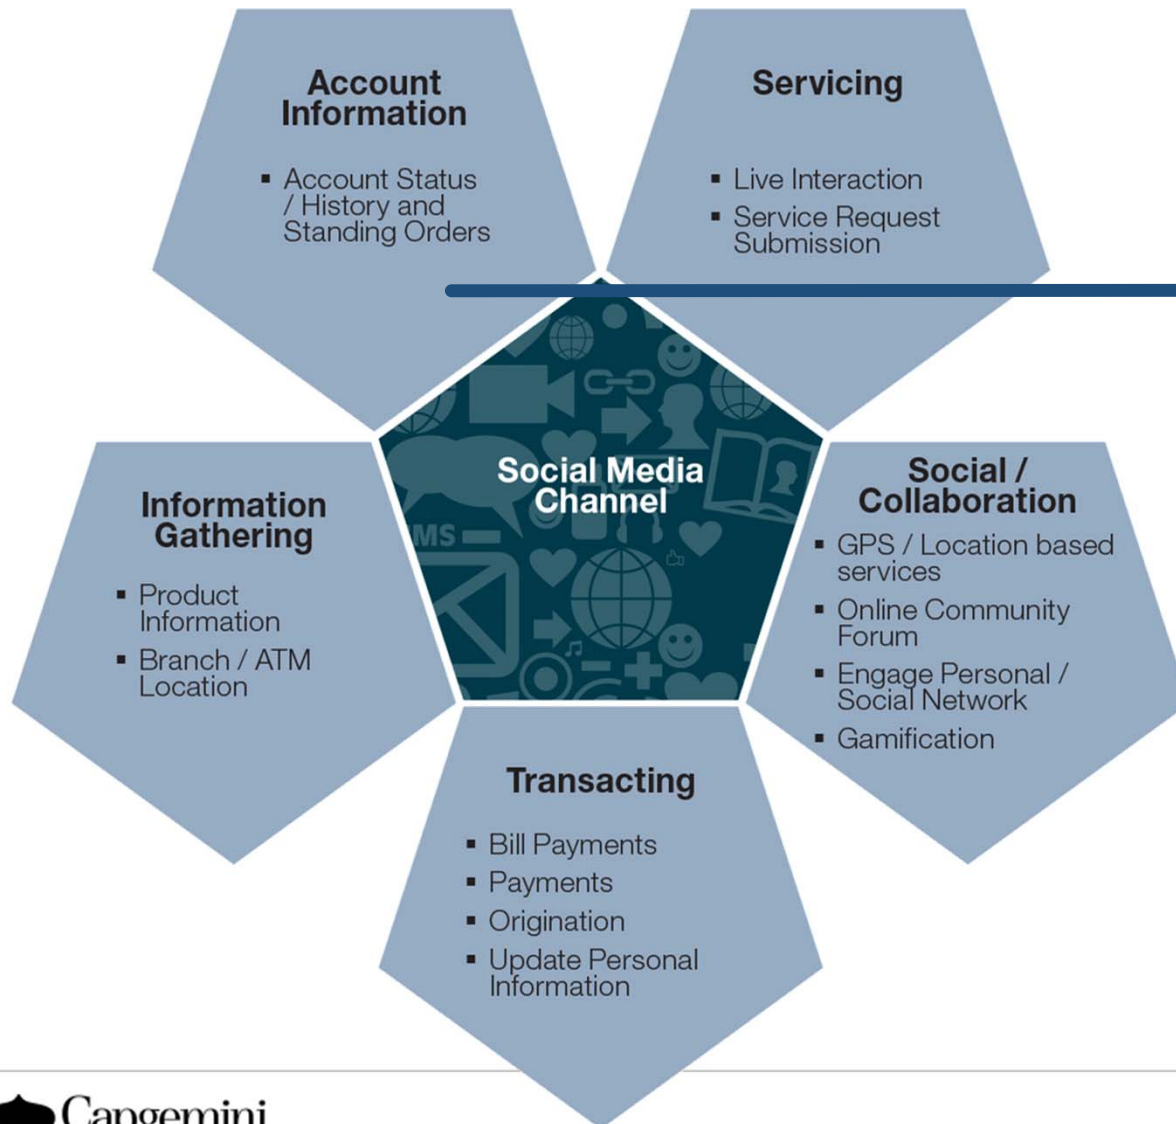 Account
Information
▪ Account Status
/ History and
Standing Orders
Servicing
▪ Live Interaction
▪ Service Request
Submission
Social Media
Channel
Information
Gathering
▪ Product
Information
▪ Branch / ATM
Location
Social /
Collaboration
▪ GPS / Location based
services
▪ Online Community
Forum
▪ Engage Personal /
Social Network
▪ Gamification
MS
Transacting
▪ Bill Payments
▪ Payments
▪ Origination
▪ Update Personal
Information
Capgemini